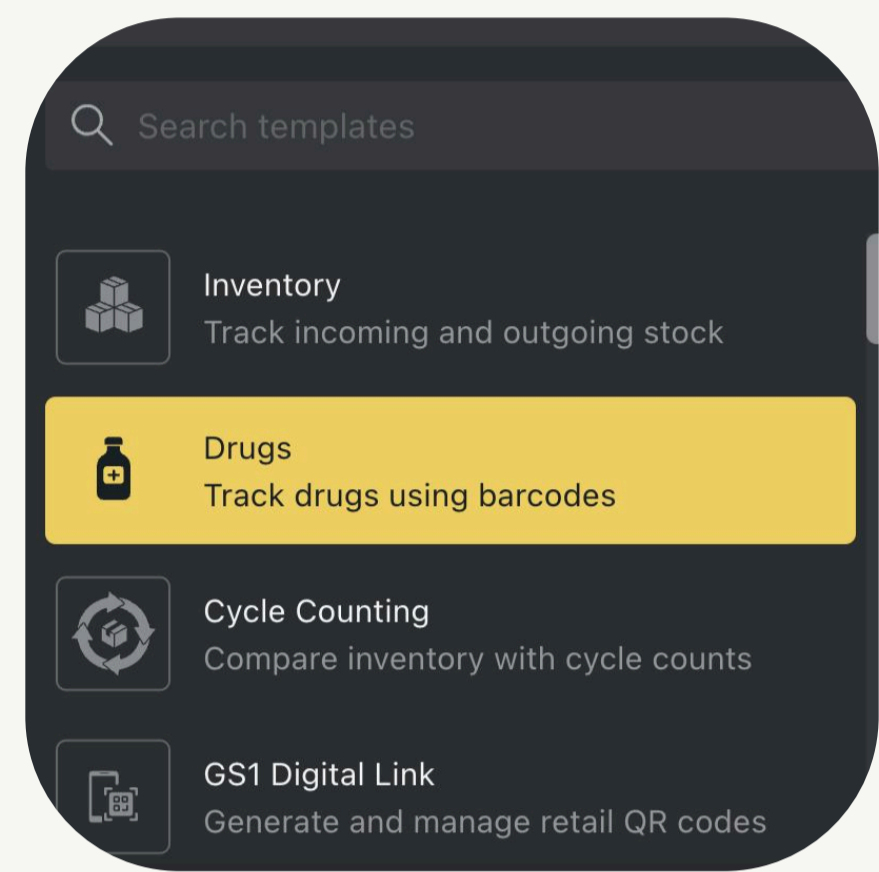 Search templates
Inventory
Track incoming and outgoing stock
Drugs
Track drugs using barcodes
Cycle Counting
Compare inventory with cycle counts
GS1 Digital Link
Generate and manage retail QR codes